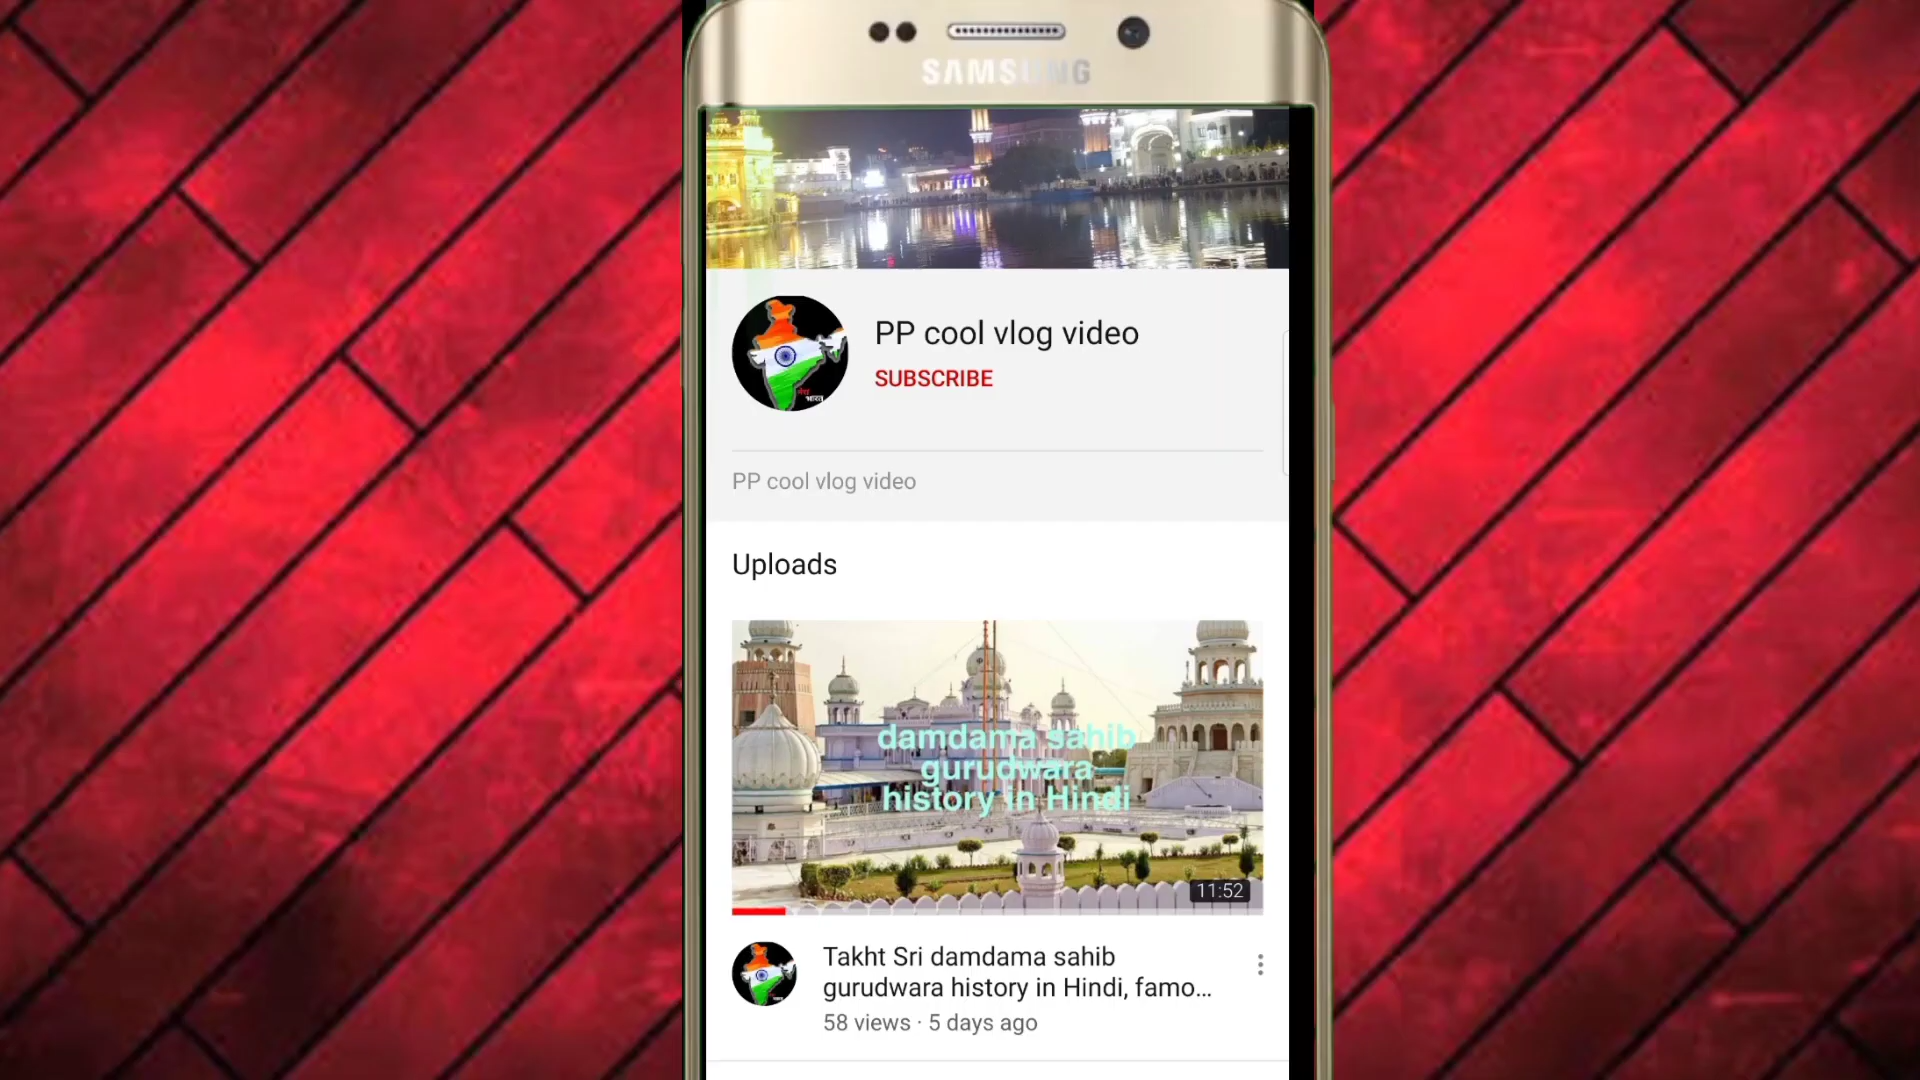 SAMSUNG
PP cool vlog video
SUBSCRIBE
PP cool vlog video
Uploads
damdama sahib
gurudwara
history in Hindi
11:52
Takht Sri damdama sahib
gurudwara history in Hindi, famo...
58 views · 5 days ago